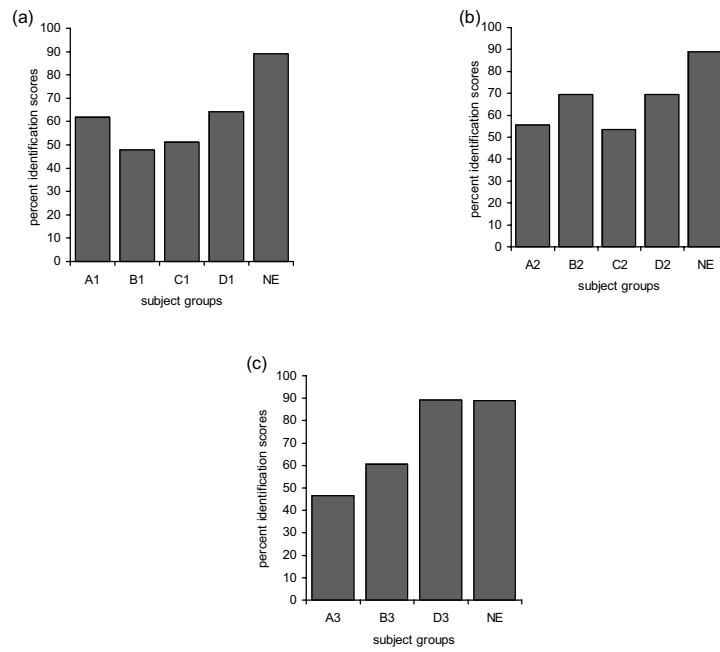 (a)
percent identification scores
100
90
80
70
60
50
40
30
20
10
0
A1 B1 C1 D1 NE
subject groups
(b)
percent identification scores
100
90
80
70
60
50
40
30
20
10
0
A2 B2 C2 D2 NE
subject groups
(c)
percent identification scores
100
90
80
70
60
50
40
30
20
10
0
A3 B3 D3 NE
subject groups